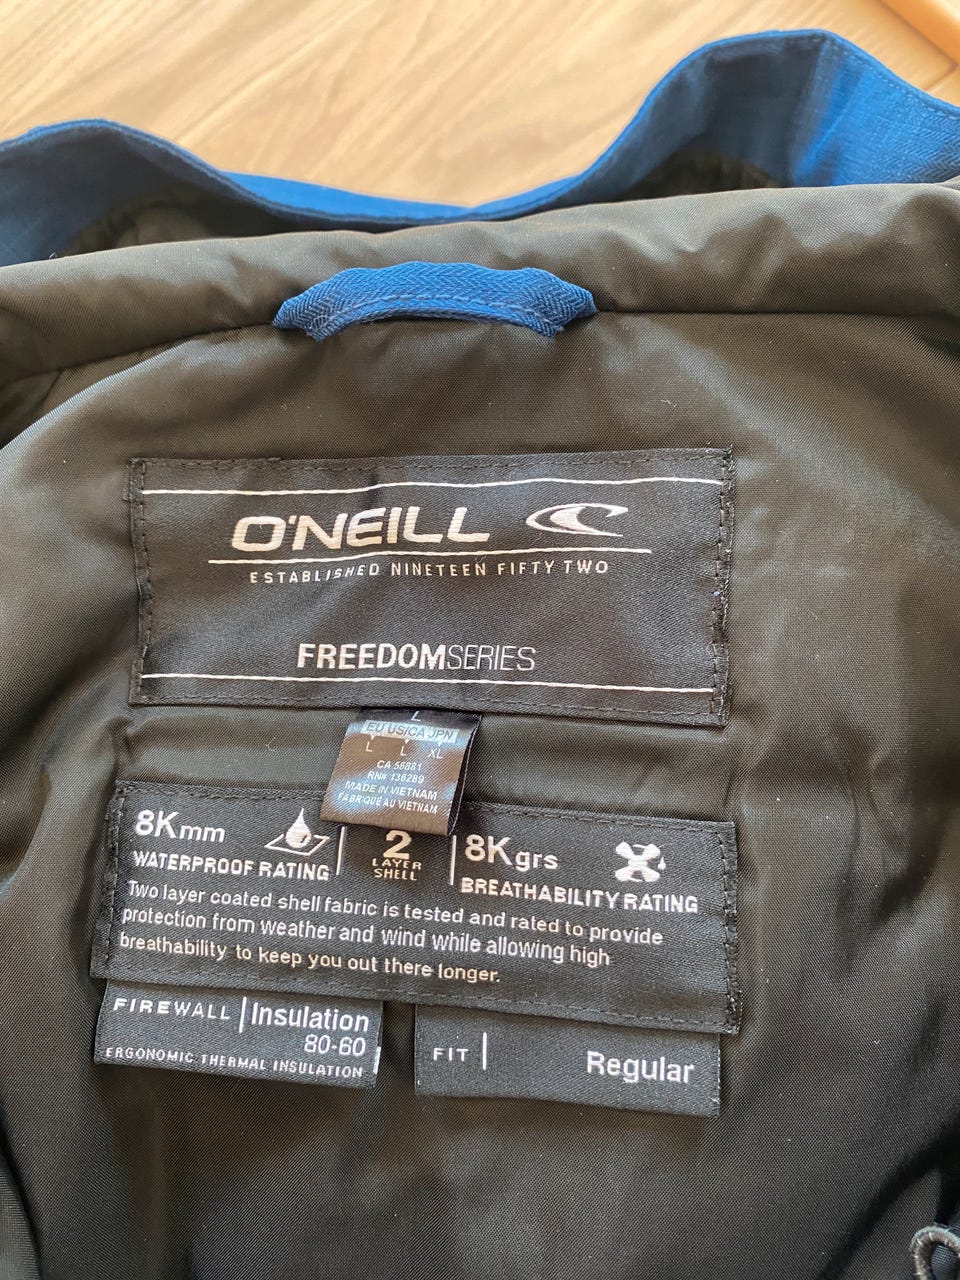 O'NEILL
ESTABLISHED NINETEEN FIFTY TWO
FREEDOMSERIES
L
EU US/CA JPN
L L XL
CA 56881
RN# 136289
MADE IN VIETNAM
FABRIQUÉ AU VIETNAM
8Kmm
WATERPROOF RATING
2
LAYER
SHELL
8Kgrs
BREATHABILITY RATING
Two layer coated shell fabric is tested and rated to provide
protection from weather and wind while allowing high
breathability to keep you out there longer.
FIREWALL | Insulation
80-60
ERGONOMIC THERMAL INSULATION
FIT | Regular